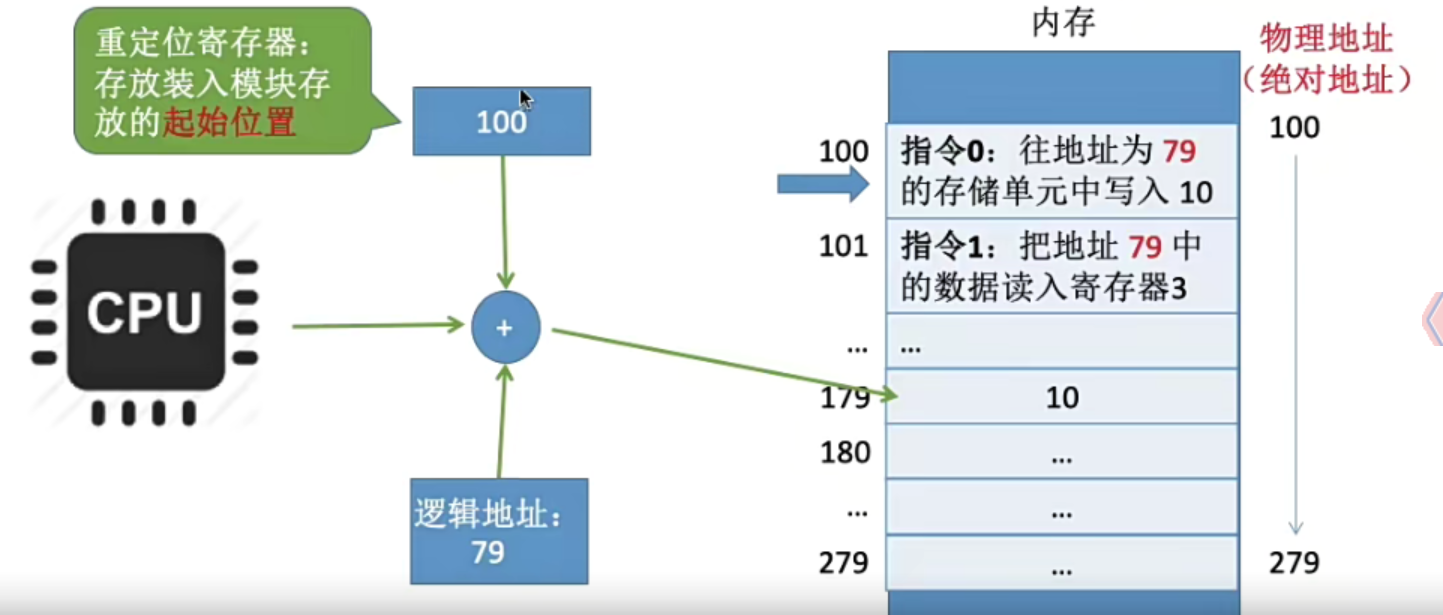 重定位寄存器：
存放装入模块存
放的起始位置
100
CPU
+
逻辑地址：
79
内存
物理地址
（绝对地址）
100
279
100
指令0：往地址为 79
的存储单元中写入 10
101
指令1：把地址 79 中
的数据读入寄存器3
... ...
179 10
180 ...
... ...
279 ...